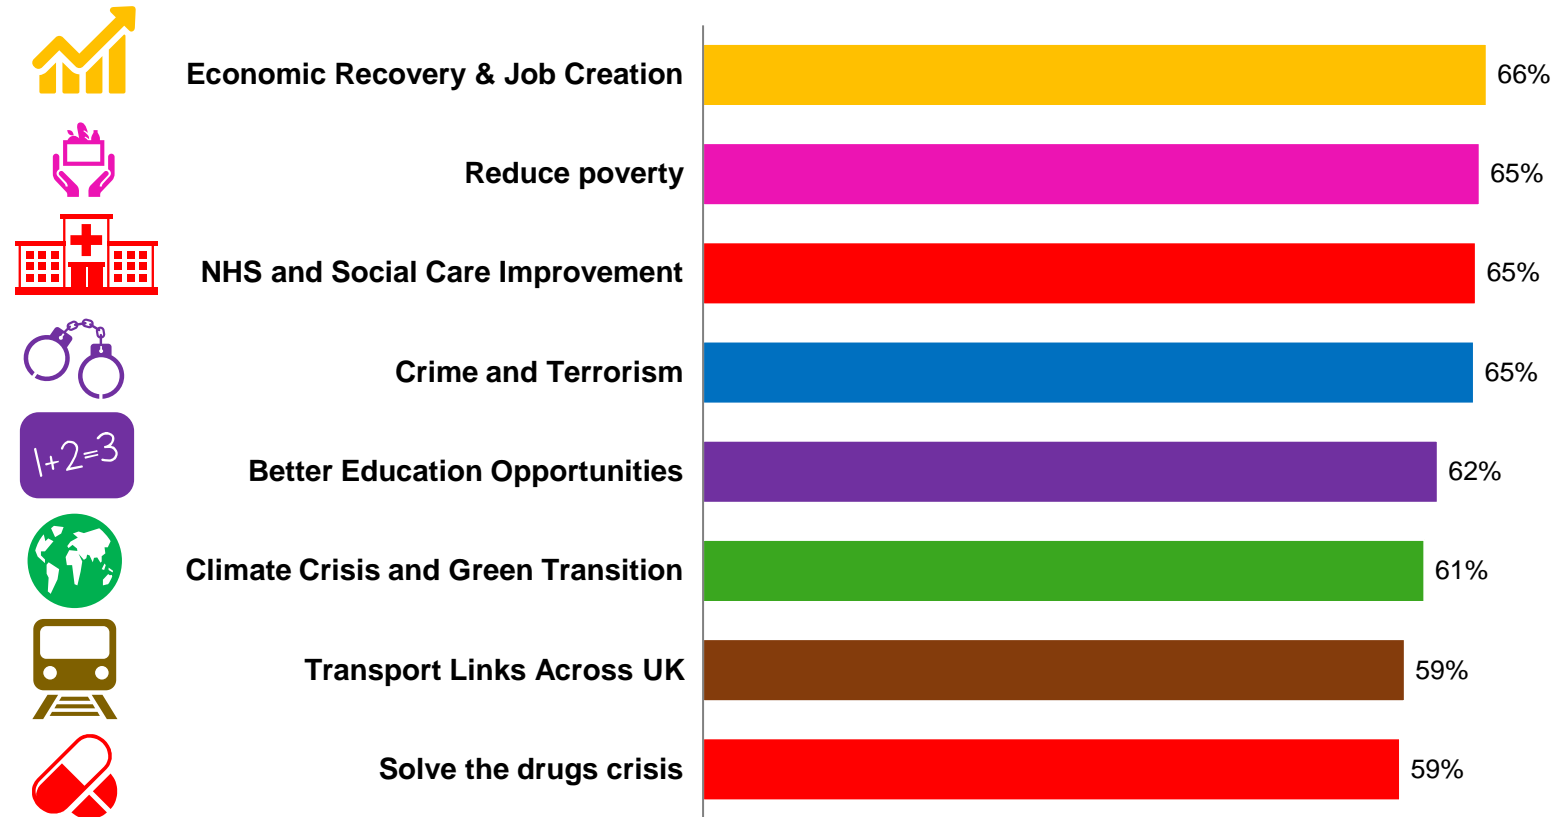 Economic Recovery & Job Creation 66%
Reduce poverty 65%
NHS and Social Care Improvement 65%
Crime and Terrorism 65%
1+2=3
Better Education Opportunities 62%
Climate Crisis and Green Transition 61%
Transport Links Across UK 59%
Solve the drugs crisis 59%